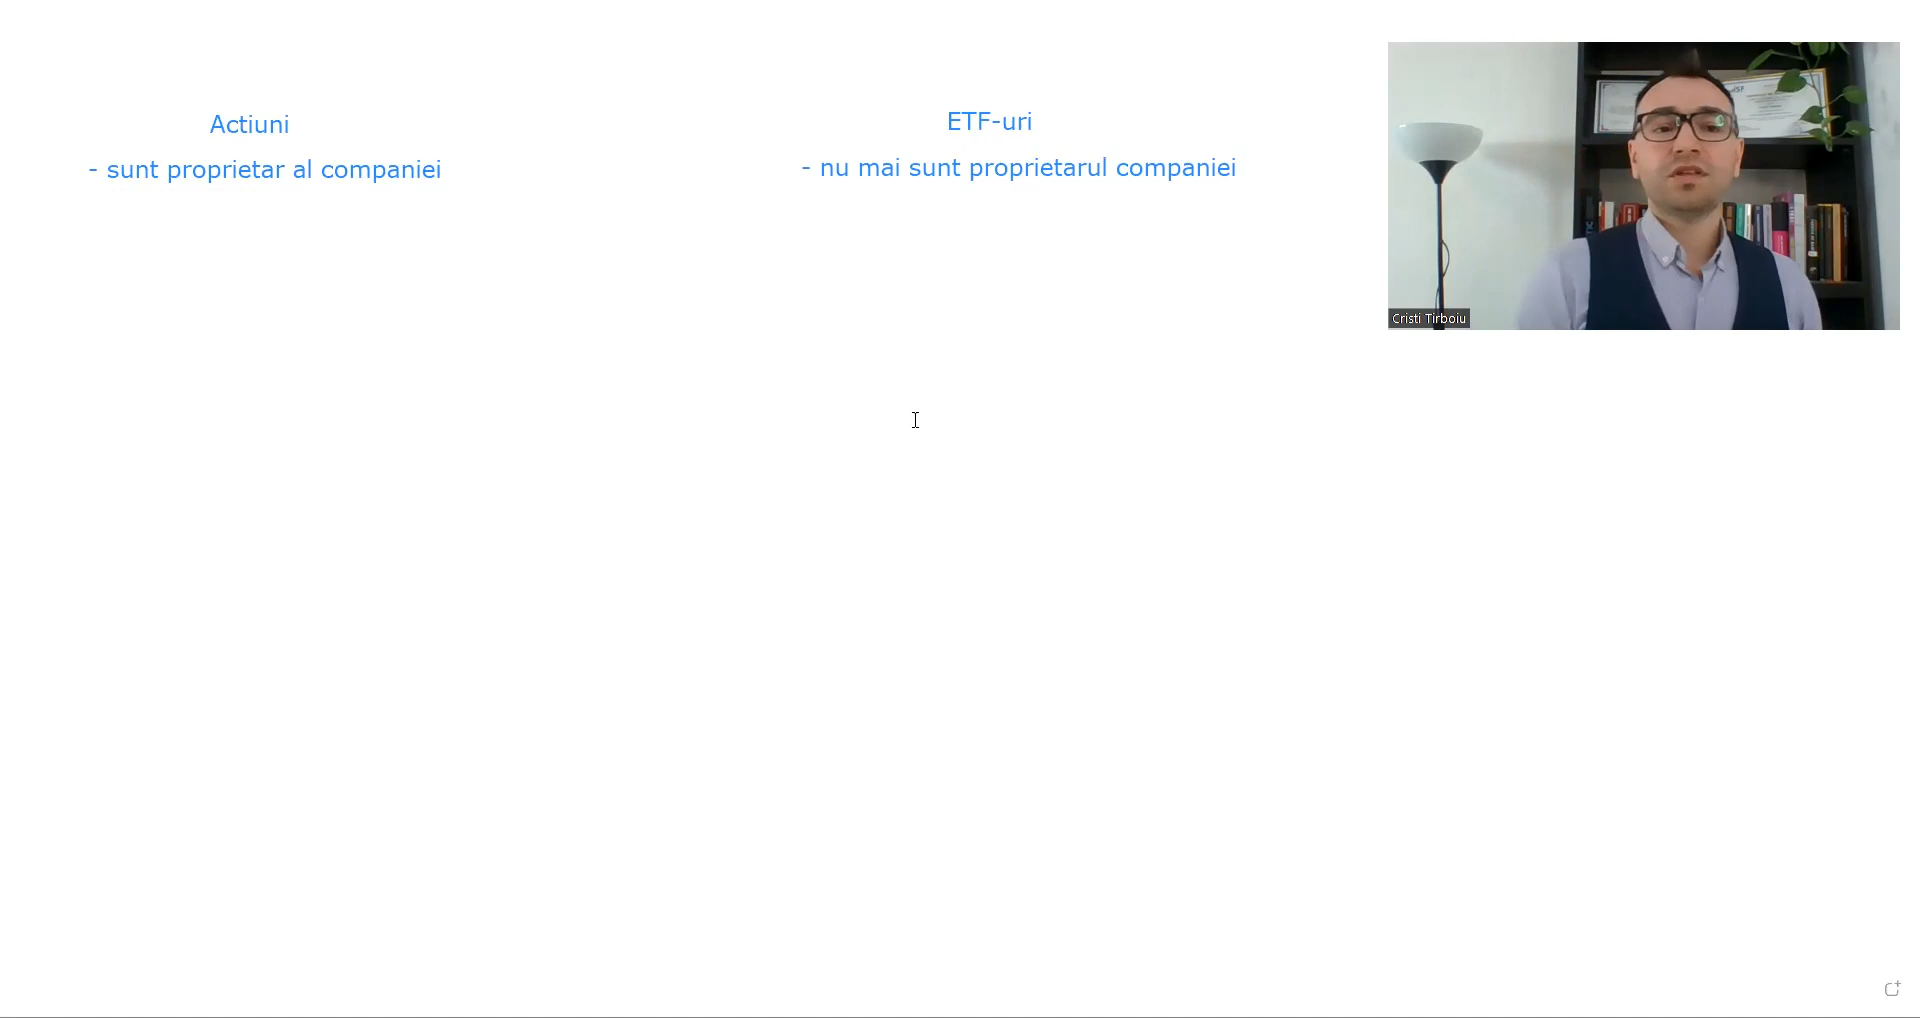 Actiuni
- sunt proprietar al companiei
ETF-uri
- nu mai sunt proprietarul companiei
Cristi Tirboiu